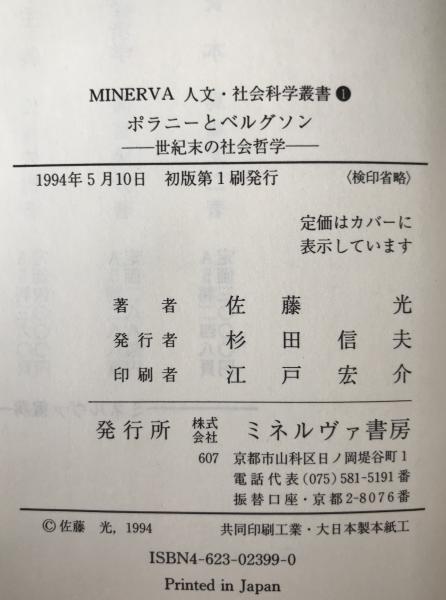 MINERVA 人文・社会科学叢書❶
ポラニーとベルグソン
——世紀末の社会哲学——
1994年5月10日 初版第1刷発行 〈検印省略〉
定価はカバーに
表示しています
著者 佐藤光
発行者 杉田信夫
印刷者 江戸宏介
発行所 株式会社 ミネルヴァ書房
607 京都市山科区日ノ岡堤谷町1
電話代表(075)581-5191番
振替口座・京都2-8076番
©佐藤 光, 1994 共同印刷工業・大日本製本紙工
ISBN4-623-02399-0
Printed in Japan